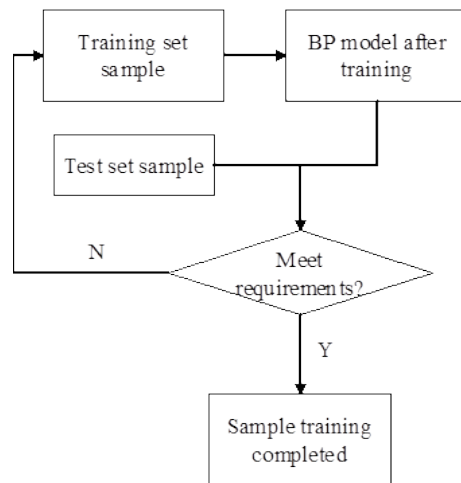 Training set
sample
BP model after
training
Test set sample
N
Meet
requirements?
Y
Sample training
completed